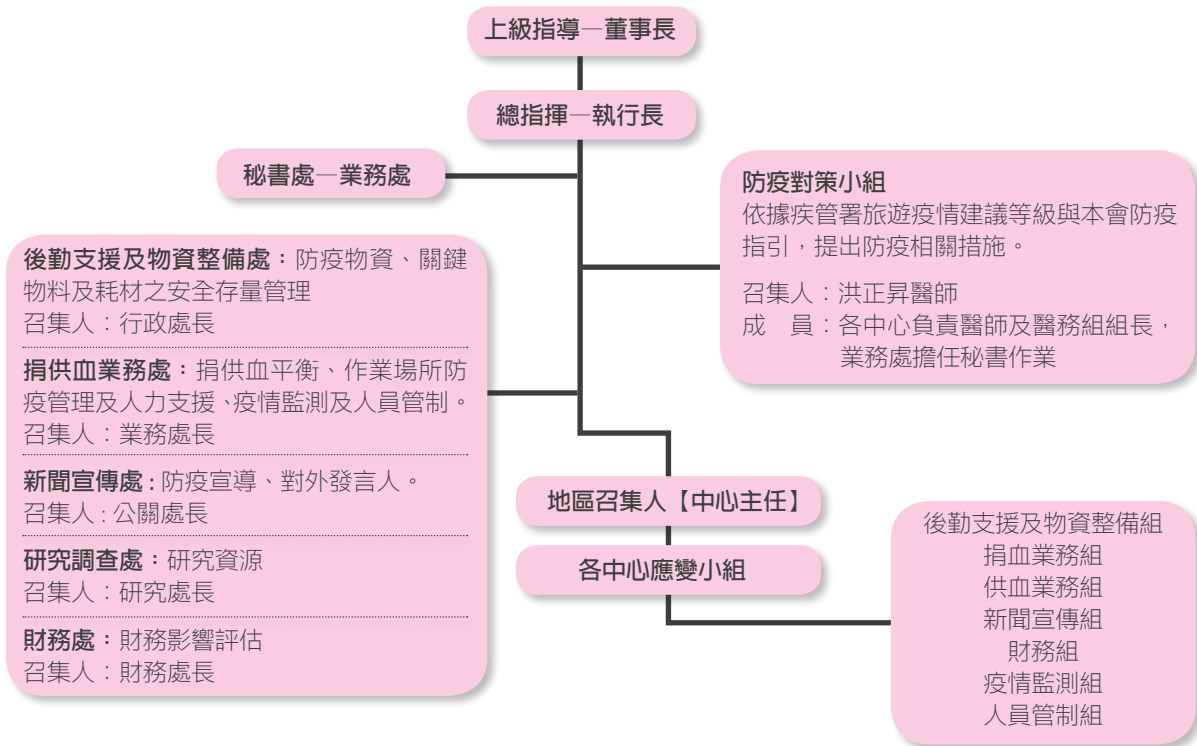 上級指導—董事長
總指揮—執行長
秘書處—業務處
防疫對策小組
依據疾管署旅遊疫情建議等級與本會防疫
指引，提出防疫相關措施。
召集人：洪正昇醫師
成　員：各中心負責醫師及醫務組組長，
業務處擔任秘書作業
後勤支援及物資整備處：防疫物資、關鍵
物料及耗材之安全存量管理
召集人：行政處長
捐供血業務處：捐供血平衡、作業場所防
疫管理及人力支援、疫情監測及人員管制。
召集人：業務處長
新聞宣傳處：防疫宣導、對外發言人。
召集人：公關處長
研究調查處：研究資源
召集人：研究處長
財務處：財務影響評估
召集人：財務處長
地區召集人【中心主任】
各中心應變小組
後勤支援及物資整備組
捐血業務組
供血業務組
新聞宣傳組
財務組
疫情監測組
人員管制組